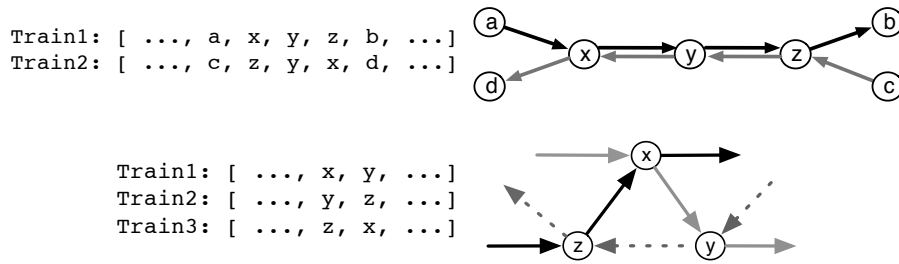 Train1: [ ..., a, x, y, z, b, ...]
Train2: [ ..., c, z, y, x, d, ...]
a
b
x
y
z
d
c
Train1: [ ..., x, y, ...]
Train2: [ ..., y, z, ...]
Train3: [ ..., z, x, ...]
x
z
y